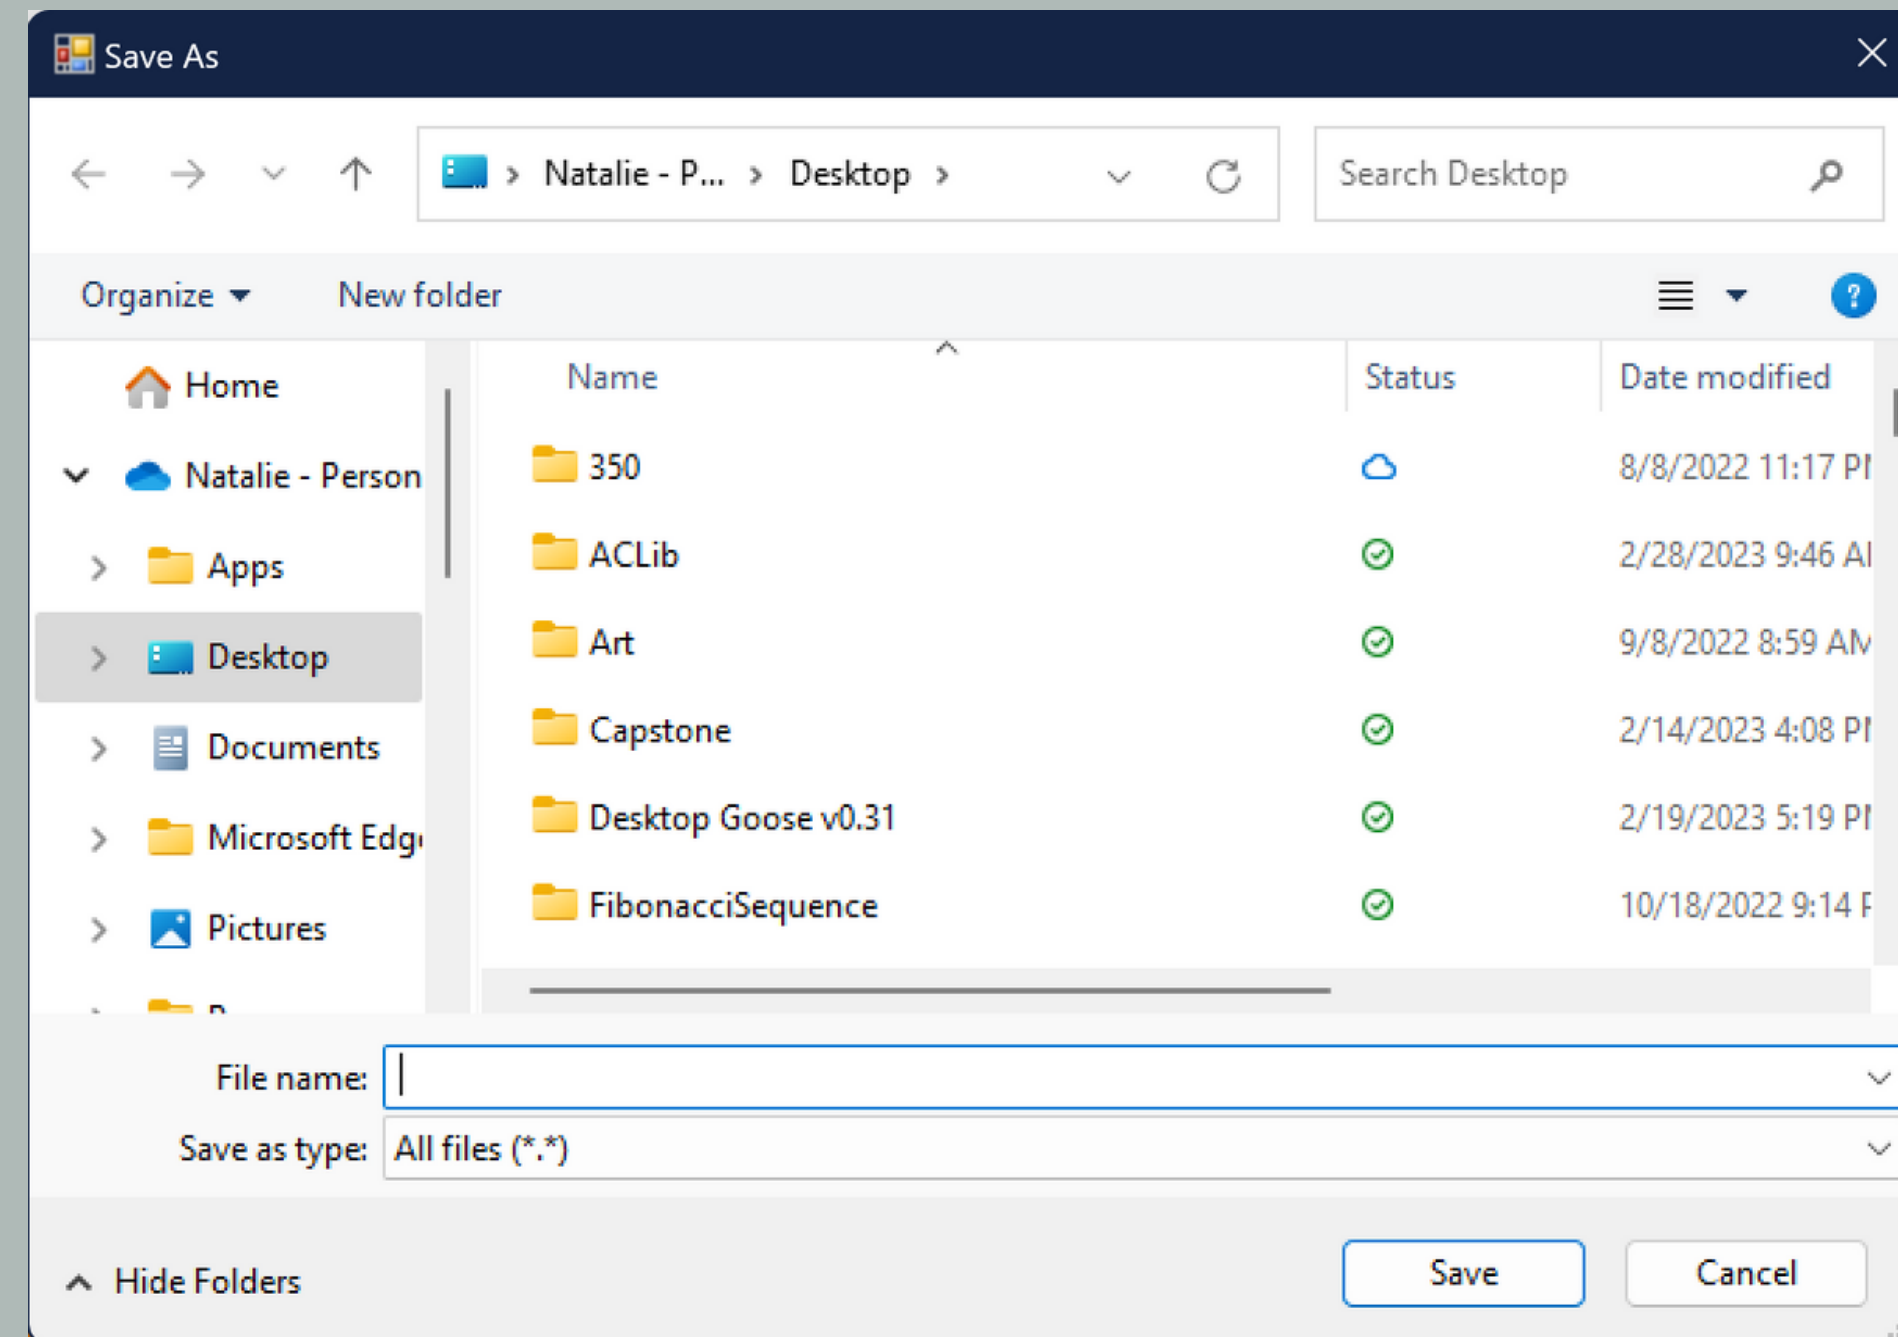 Save As
Natalie - P... Desktop Search Desktop
Organize New folder ?
Home
Natalie - Person
Apps
Desktop
Documents
Microsoft Edg
Pictures
Name Status Date modified
350 8/8/2022 11:17 P
ACLib 2/28/2023 9:46 A
Art 9/8/2022 8:59 AM
Capstone 2/14/2023 4:08 P
Desktop Goose v0.31 2/19/2023 5:19 P
FibonacciSequence 10/18/2022 9:14 P
File name:
Save as type: All files (*.*)
Hide Folders Save Cancel